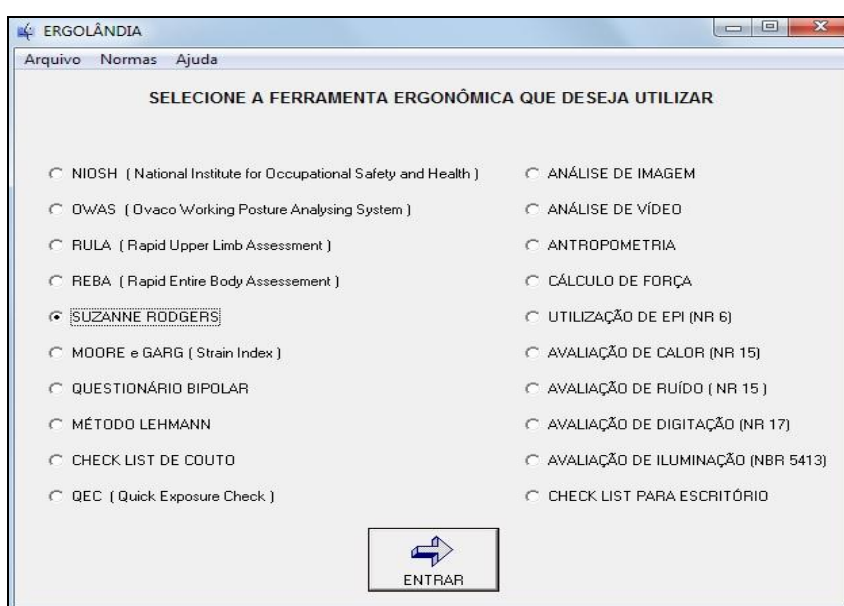 ERGOLÂNDIA
Arquivo Normas Ajuda
SELECIONE A FERRAMENTA ERGONÔMICA QUE DESEJA UTILIZAR
NIOSH ( National Institute for Occupational Safety and Health )
OWAS ( Ovaco Working Posture Analysing System )
RULA ( Rapid Upper Limb Assessment )
REBA ( Rapid Entire Body Assessement )
SUZANNE RODGERS
MOORE e GARG ( Strain Index )
QUESTIONÁRIO BIPOLAR
MÉTODO LEHMANN
CHECK LIST DE COUTO
QEC ( Quick Exposure Check )
ANÁLISE DE IMAGEM
ANÁLISE DE VÍDEO
ANTROPOMETRIA
CÁLCULO DE FORÇA
UTILIZAÇÃO DE EPI (NR 6)
AVALIAÇÃO DE CALOR (NR 15)
AVALIAÇÃO DE RUÍDO ( NR 15 )
AVALIAÇÃO DE DIGITAÇÃO (NR 17)
AVALIAÇÃO DE ILUMINAÇÃO (NBR 5413)
CHECK LIST PARA ESCRITÓRIO
ENTRAR